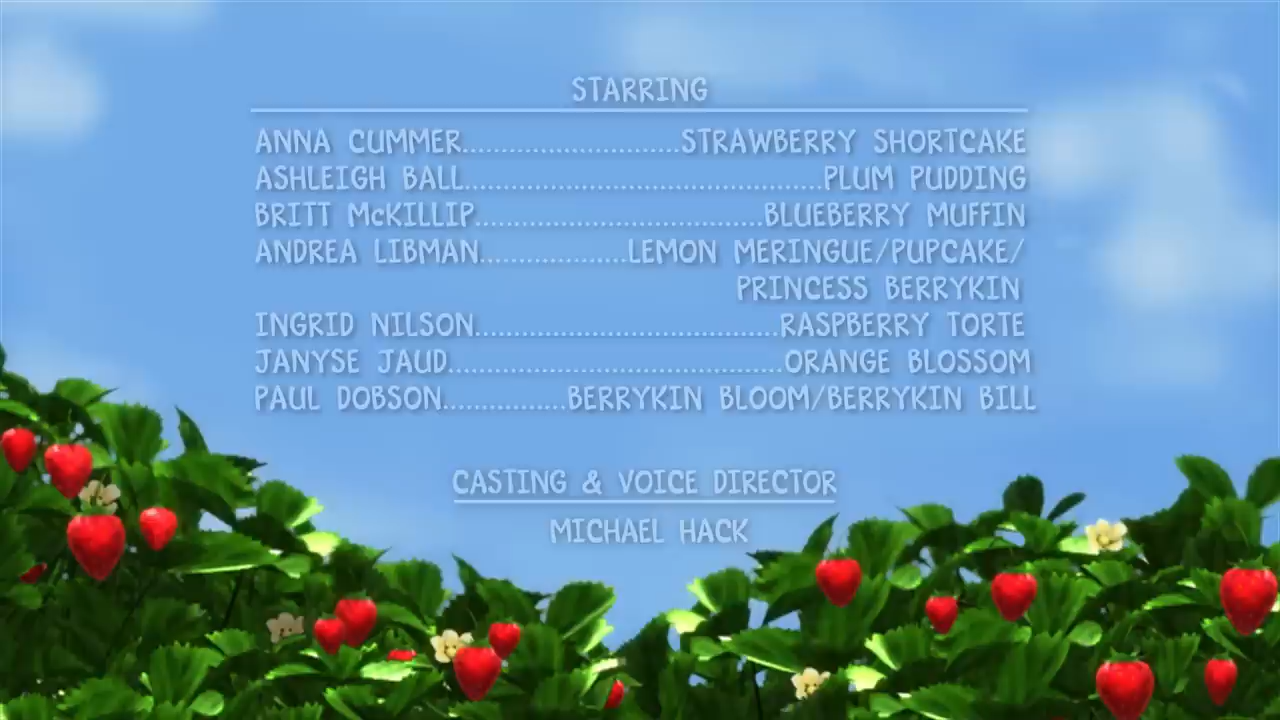 STARRING
ANNA CUMMER............................STRAWBERRY SHORTCAKE
ASHLEIGH BALL..............................................PLUM PUDDING
BRITT McKILLIP.....................................BLUEBERRY MUFFIN
ANDREA LIBMAN...................LEMON MERINGUE/PUPCAKE/
PRINCESS BERRYKIN
INGRID NILSON.......................................RASPBERRY TORTE
JANYSE JAUD...........................................ORANGE BLOSSOM
PAUL DOBSON................BERRYKIN BLOOM/BERRYKIN BILL
CASTING & VOICE DIRECTOR
MICHAEL HACK